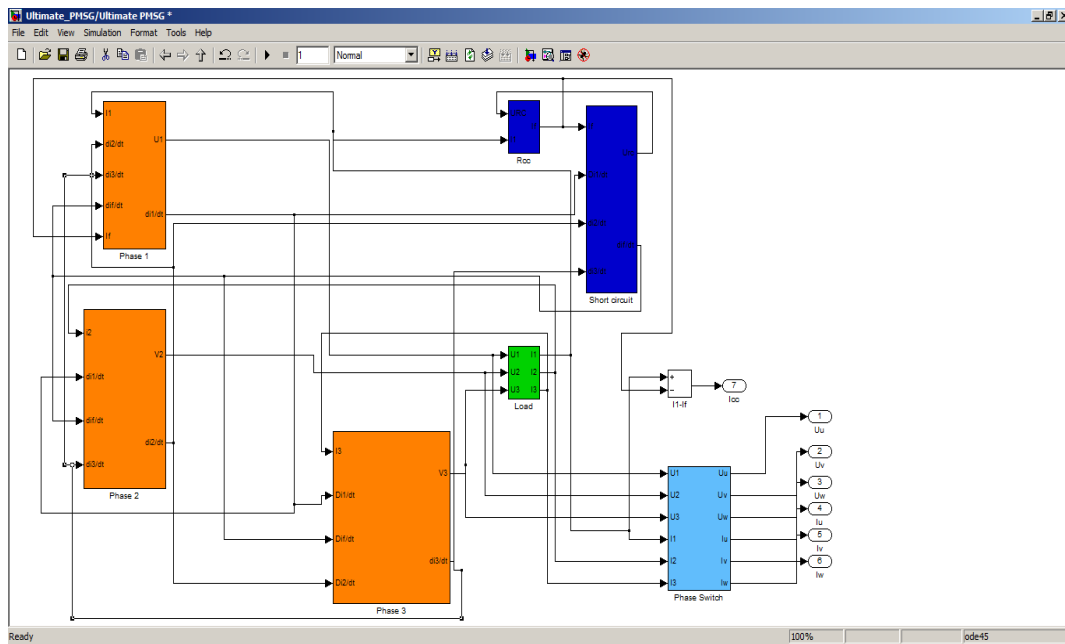 Ultimate_PMSG/Ultimate PMSG *
File Edit View Simulation Format Tools Help
1
Normal
I1
di2/dt
di3/dt
dif/dt
If
U1
di1/dt
Phase 1
Rcc
Short circuit
i2
di1/dt
dif/dt
di3/dt
V2
di2/dt
Phase 2
U1
U2
U3
I1
I2
I3
Load
I3
Di1/dt
Dif/dt
Di2/dt
V3
di3/dt
Phase 3
+
−
I1-If
7
Icc
U1
U2
U3
I1
I2
I3
Uu
Uv
Uw
Iu
Iv
Iw
Phase Switch
1
Uu
2
Uv
3
Uw
4
Iu
5
Iv
6
Iw
Ready
100%
ode45